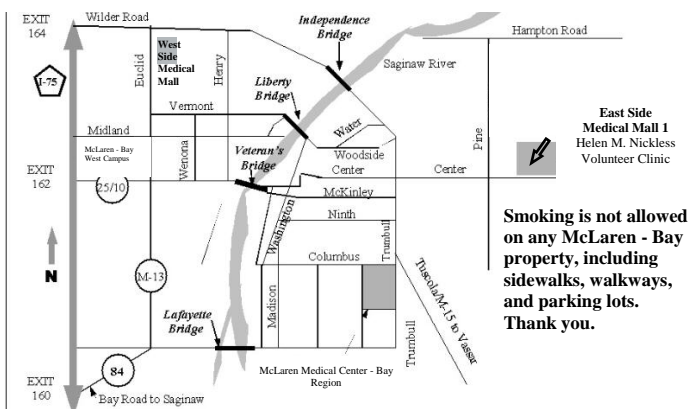 EXIT
164
Wilder Road
Independence
Bridge
Hampton Road
Saginaw River
I-75
Euclid
West
Side
Medical
Mall
Henry
Liberty
Bridge
Vermont
Water
Pine
East Side
Medical Mall 1
Helen M. Nickless
Volunteer Clinic
Midland
McLaren - Bay
West Campus
Wenona
Veteran's
Bridge
Woodside
Center
Center
EXIT
162
25/10
McKinley
Ninth
Washington
Trumbull
Columbus
Smoking is not allowed
on any McLaren - Bay
property, including
sidewalks, walkways,
and parking lots.
Thank you.
N
M-13
Madison
Tuscola/M-15 to Vassar
Lafayette
Bridge
Trumbull
McLaren Medical Center - Bay
Region
84
EXIT
160
Bay Road to Saginaw